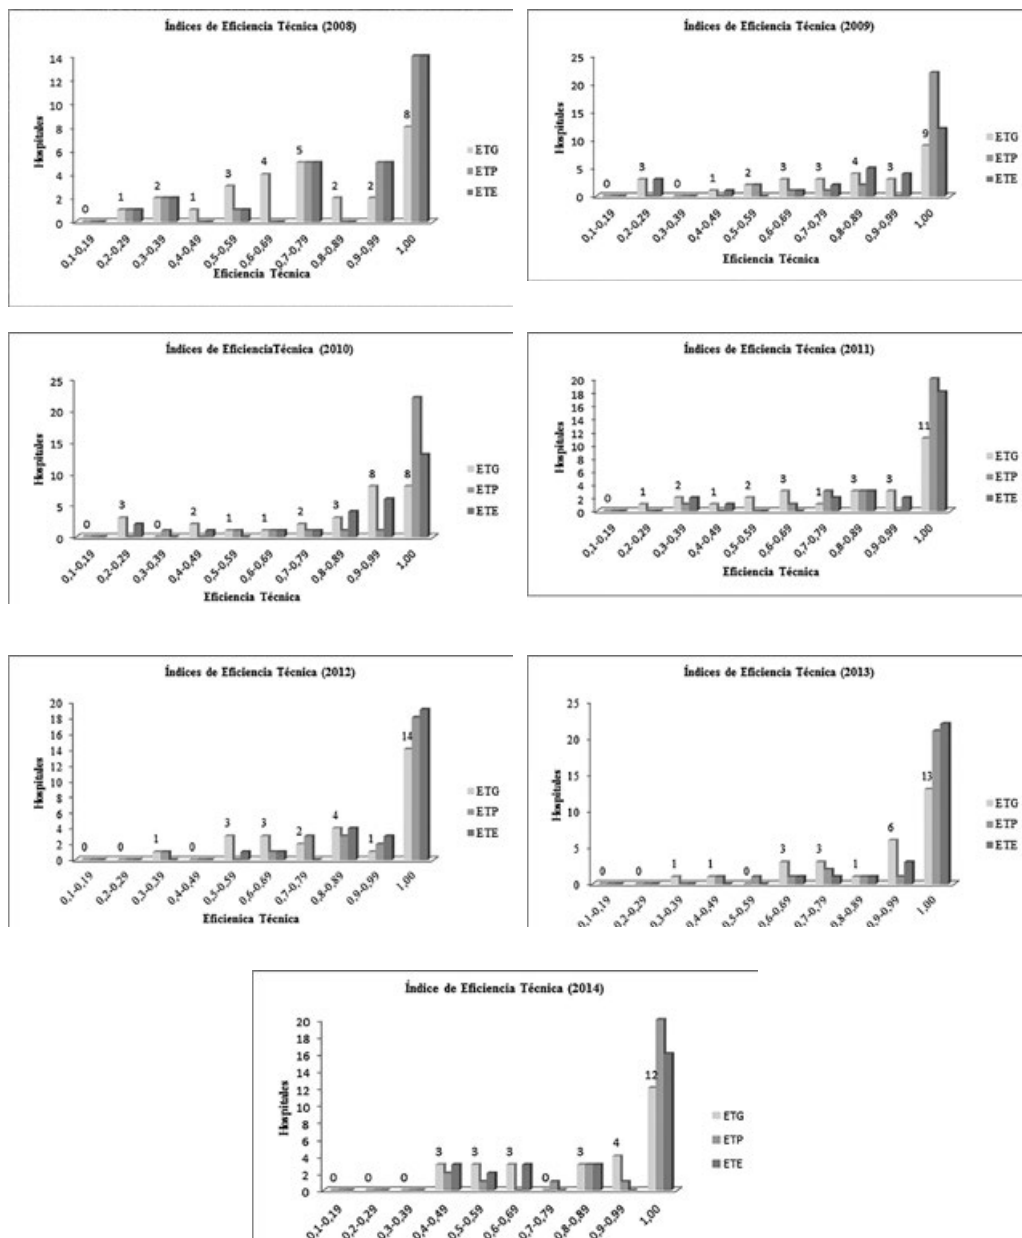 Índices de Eficiencia Técnica (2008)
14
12
10
8
6
4
2
0
Hospitales
0 1 2 1 3 4 5 2 2 8
0,1-0,19 0,2-0,29 0,3-0,39 0,4-0,49 0,5-0,59 0,6-0,69 0,7-0,79 0,8-0,89 0,9-0,99 1,00
Eficiencia Técnica
ETG
ETP
ETE
Índices de Eficiencia Técnica (2009)
25
20
15
10
5
0
Hospitales
0 3 0 1 2 3 3 4 3 9
0,1-0,19 0,2-0,29 0,3-0,39 0,4-0,49 0,5-0,59 0,6-0,69 0,7-0,79 0,8-0,89 0,9-0,99 1,00
Eficiencia Técnica
ETG
ETP
ETE
Índices de EficienciaTécnica (2010)
25
20
15
10
5
0
Hospitales
0 3 0 2 1 1 2 3 8 8
0,1-0,19 0,2-0,29 0,3-0,39 0,4-0,49 0,5-0,59 0,6-0,69 0,7-0,79 0,8-0,89 0,9-0,99 1,00
Eficiencia Técnica
ETG
ETP
ETE
Índices de Eficiencia Técnica (2011)
20
18
16
14
12
10
8
6
4
2
0
Hospitales
0 1 2 1 2 3 1 3 3 11
0,1-0,19 0,2-0,29 0,3-0,39 0,4-0,49 0,5-0,59 0,6-0,69 0,7-0,79 0,8-0,89 0,9-0,99 1,00
Eficiencia Técnica
ETG
ETP
ETE
Índices de Eficiencia Técnica (2012)
20
18
16
14
12
10
8
6
4
2
0
Hospitales
0 0 1 0 3 3 2 4 1 14
0,1-0,19 0,2-0,29 0,3-0,39 0,4-0,49 0,5-0,59 0,6-0,69 0,7-0,79 0,8-0,89 0,9-0,99 1,00
Eficienica Técnica
ETG
ETP
ETE
Índices de Eficiencia Técnica (2013)
25
20
15
10
5
0
Hospitales
0 0 1 1 0 3 3 1 6 13
0,1-0,19 0,2-0,29 0,3-0,39 0,4-0,49 0,5-0,59 0,6-0,69 0,7-0,79 0,8-0,89 0,9-0,99 1,00
ETG
ETP
ETE
Índice de Eficiencia Técnica (2014)
20
18
16
14
12
10
8
6
4
2
0
Hospitales
0 0 0 3 3 3 0 3 4 12
0,1-0,19 0,2-0,29 0,3-0,39 0,4-0,49 0,5-0,59 0,6-0,69 0,7-0,79 0,8-0,89 0,9-0,99 1,00
ETG
ETP
ETE